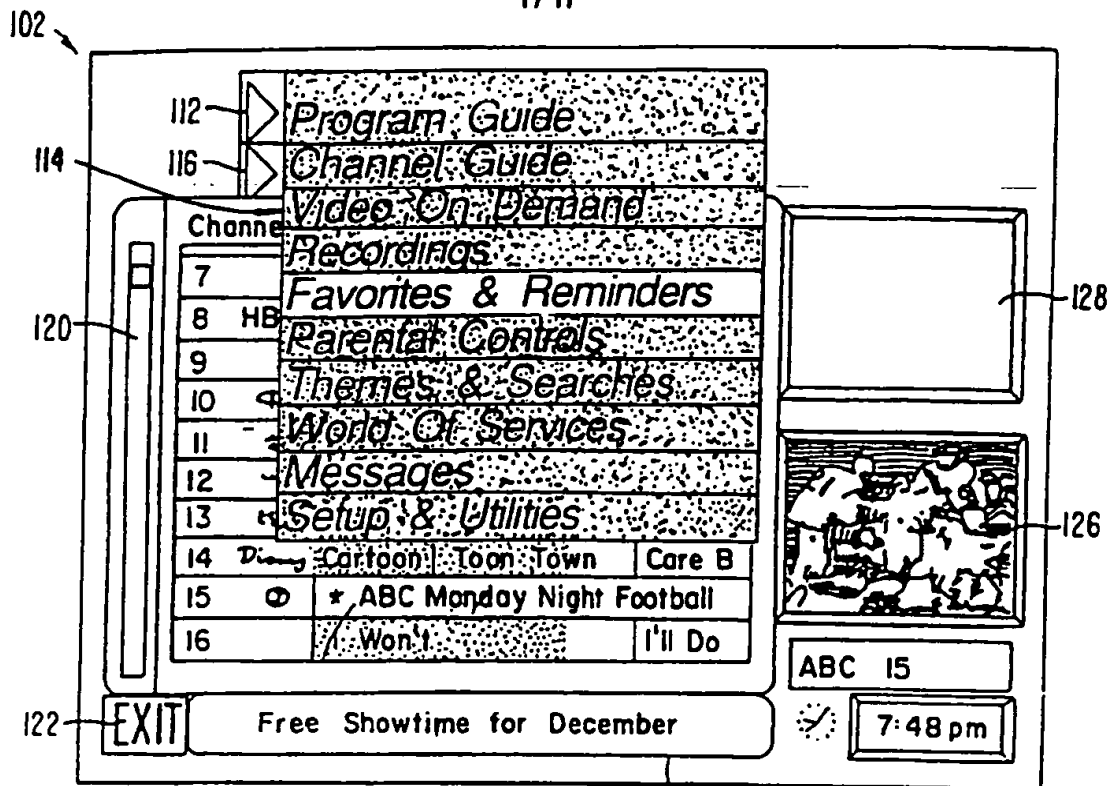 102
112
Program Guide
114
116
Channel Guide
Video On Demand
Channe
Recordings
7
Favorites & Reminders
128
8 HB
Parental Controls
120
9
Themes & Searches
10
World Of Services
11
Messages
12
Setup & Utilities
13
126
14 Disney Cartoon Toon Town Care B
15 * ABC Monday Night Football
16 I Won't I'll Do
ABC 15
122
EXIT
Free Showtime for December
7:48 pm